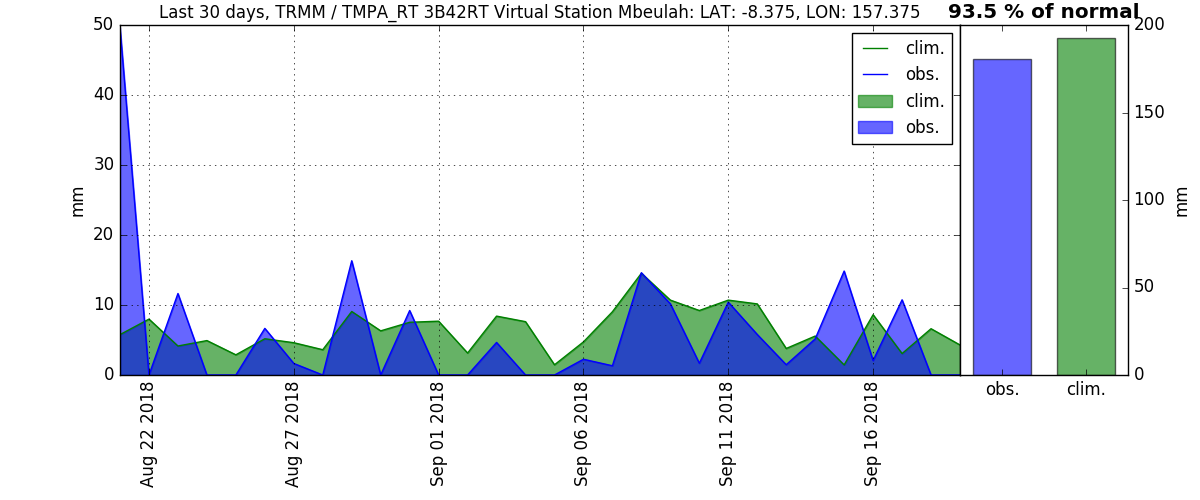 Last 30 days, TRMM / TMPA_RT 3B42RT Virtual Station Mbeulah: LAT: -8.375, LON: 157.375
93.5 % of normal
50
40
30
20
10
0
mm
clim.
obs.
clim.
obs.
200
150
100
50
0
mm
obs.
clim.
Aug 22 2018
Aug 27 2018
Sep 01 2018
Sep 06 2018
Sep 11 2018
Sep 16 2018